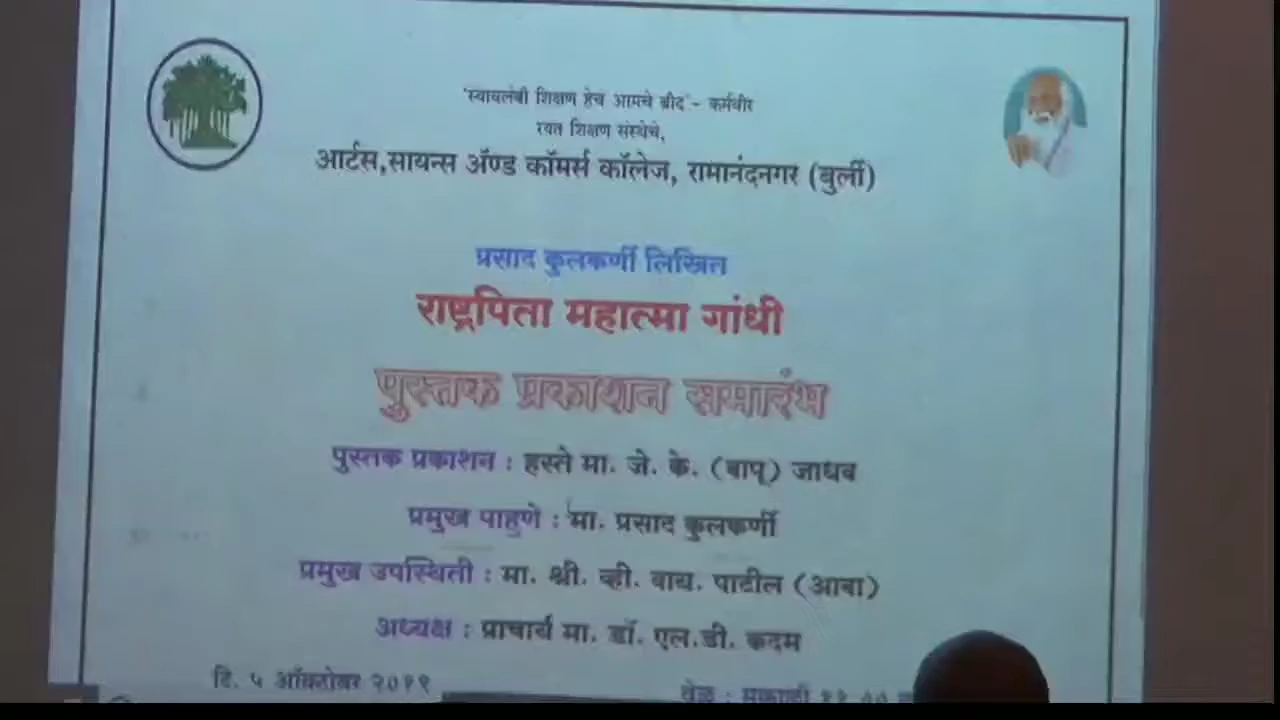 'स्वावलंबी शिक्षण हेच आमचे ब्रीद' - कर्मवीर
रयत शिक्षण संस्थेचे,
आर्टस,सायन्स ॲण्ड कॉमर्स कॉलेज, रामानंदनगर (बुर्ली)
प्रसाद कुलकर्णी लिखित
राष्ट्रपिता महात्मा गांधी
पुस्तक प्रकाशन समारंभ
पुस्तक प्रकाशन : हस्ते मा. जे. के. (बापू) जाधव
प्रमुख पाहुणे : मा. प्रसाद कुलकर्णी
प्रमुख उपस्थिती : मा. श्री. व्ही. वाय. पाटील (आबा)
अध्यक्ष : प्राचार्य मा. डॉ. एल.डी. कदम
दि. ५ ऑक्टोबर २०१९
वेळ : सकाळी